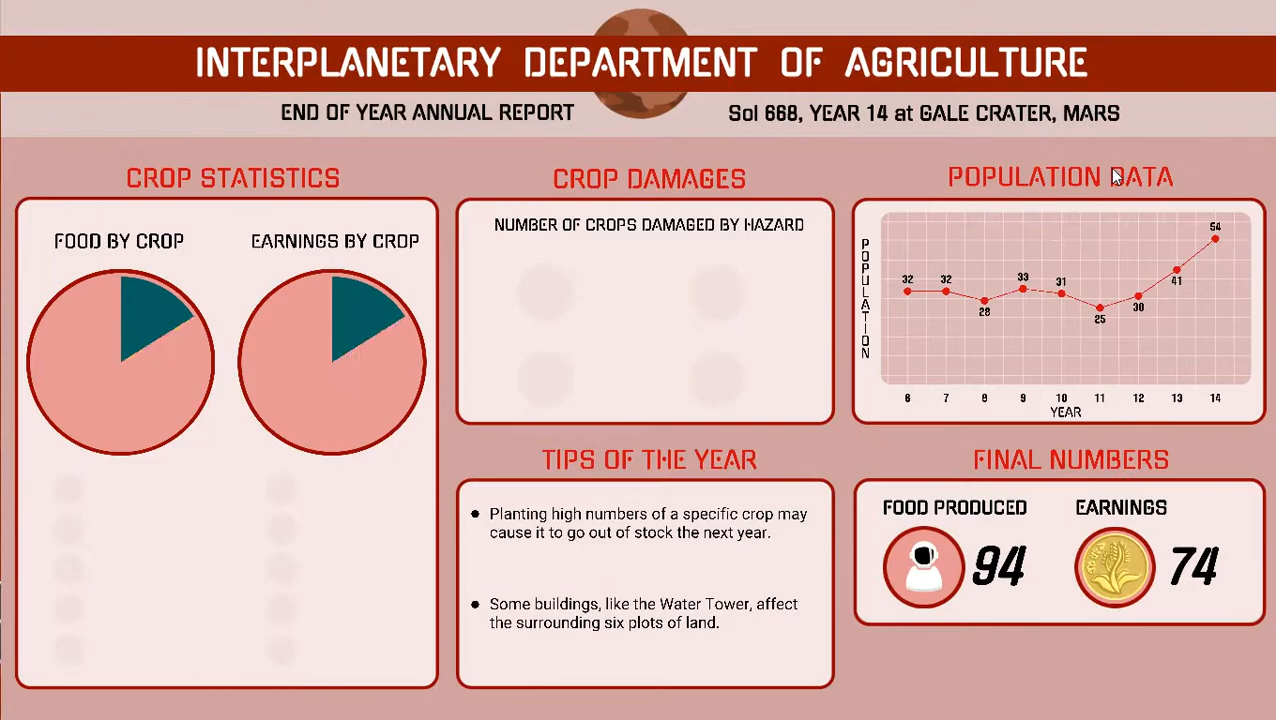 INTERPLANETARY DEPARTMENT OF AGRICULTURE
END OF YEAR ANNUAL REPORT
Sol 668, YEAR 14 at GALE CRATER, MARS
CROP STATISTICS
FOOD BY CROP
EARNINGS BY CROP
CROP DAMAGES
NUMBER OF CROPS DAMAGED BY HAZARD
POPULATION DATA
POPULATION
32
32
28
33
31
25
30
41
54
6 7 8 9 10 11 12 13 14
YEAR
TIPS OF THE YEAR
● Planting high numbers of a specific crop may
cause it to go out of stock the next year.
● Some buildings, like the Water Tower, affect
the surrounding six plots of land.
FINAL NUMBERS
FOOD PRODUCED
94
EARNINGS
74